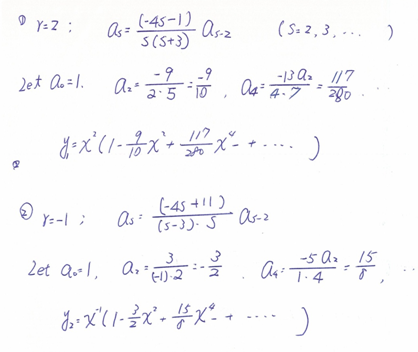 ① r=2 : a_s = (-4s-1) / s(s+3) a_{s-2} (s=2, 3, ··· )
Let a_0=1. a_2 = -9 / 2·5 = -9 / 10 , a_4 = -13a_2 / 4·7 = 117 / 280
y_1 = x^2 (1 - 9/10 x^2 + 117/280 x^4 - + ···· )
② r=-1 ; a_s = (-4s+11) / (s-3)·s a_{s-2}
Let a_0=1, a_2 = 3 / (-1)·2 = -3/2 , a_4 = -5a_2 / 1·4 = 15 / 8 , ··
y_2 = x^{-1} (1 - 3/2 x^2 + 15/8 x^4 - + ···· )